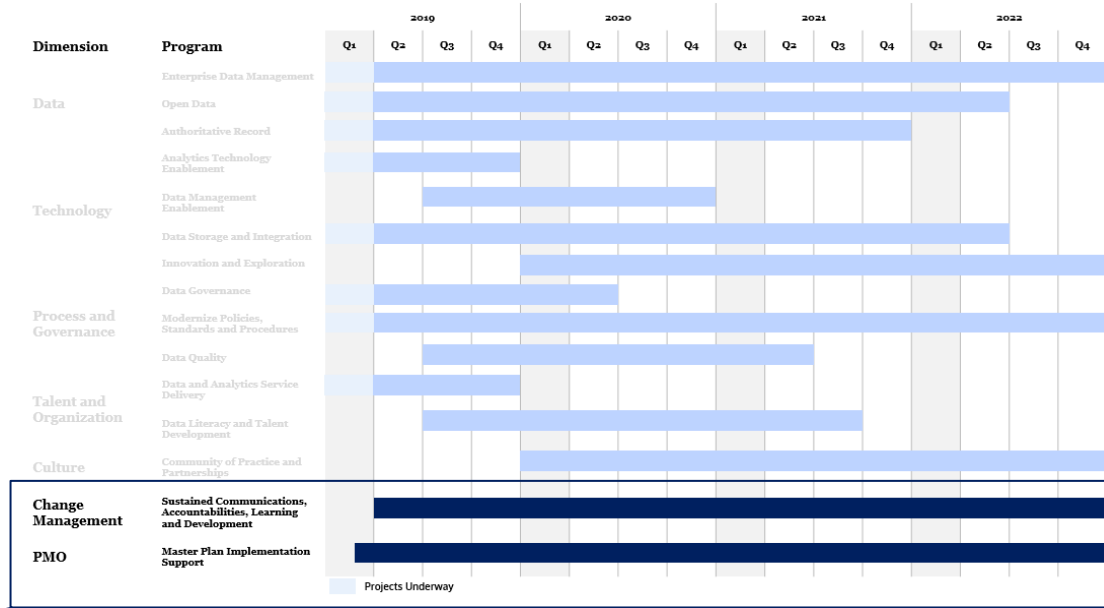 2019 2020 2021 2022
Dimension Program Q1 Q2 Q3 Q4 Q1 Q2 Q3 Q4 Q1 Q2 Q3 Q4 Q1 Q2 Q3 Q4
Enterprise Data Management
Data
Open Data
Authoritative Record
Analytics Technology
Enablement
Technology
Data Management
Enablement
Data Storage and Integration
Innovation and Exploration
Process and
Governance
Data Governance
Modernize Policies,
Standards and Procedures
Data Quality
Talent and
Organization
Data and Analytics Service
Delivery
Data Literacy and Talent
Development
Culture
Community of Practice and
Partnerships
Change
Management
Sustained Communications,
Accountabilities, Learning
and Development
PMO
Master Plan Implementation
Support
Projects Underway